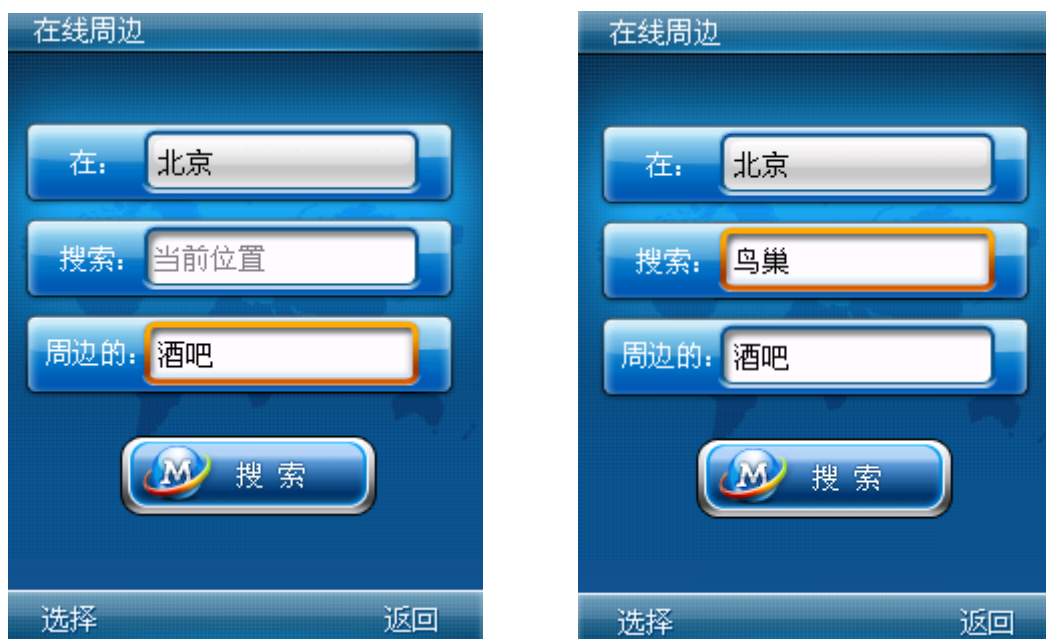 在线周边
在：
北京
搜索：
当前位置
周边的：
酒吧
M 搜 索
选择
返回
在线周边
在：
北京
搜索：
鸟巢
周边的：
酒吧
M 搜 索
选择
返回